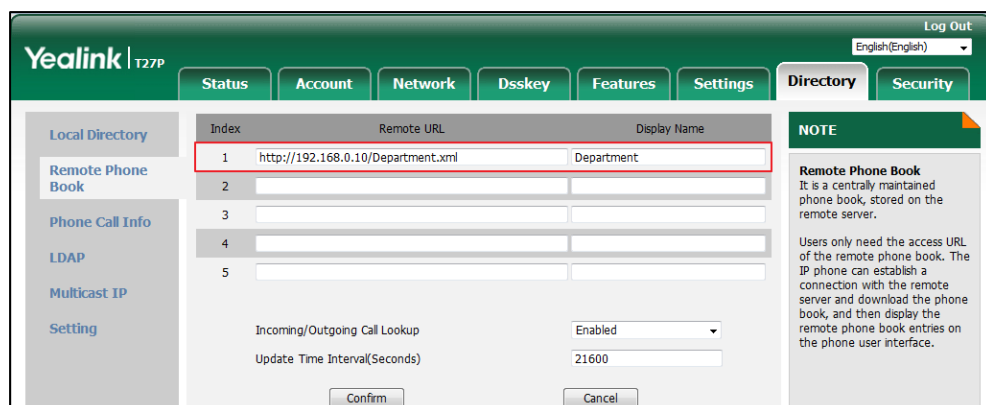 Log Out
Yealink T27P
English(English)
Status Account Network Dsskey Features Settings Directory Security
Local Directory
Remote Phone
Book
Phone Call Info
LDAP
Multicast IP
Setting
Index Remote URL Display Name
1 http://192.168.0.10/Department.xml Department
2
3
4
5
Incoming/Outgoing Call Lookup Enabled
Update Time Interval(Seconds) 21600
Confirm Cancel
NOTE
Remote Phone Book
It is a centrally maintained
phone book, stored on the
remote server.
Users only need the access URL
of the remote phone book. The
IP phone can establish a
connection with the remote
server and download the phone
book, and then display the
remote phone book entries on
the phone user interface.